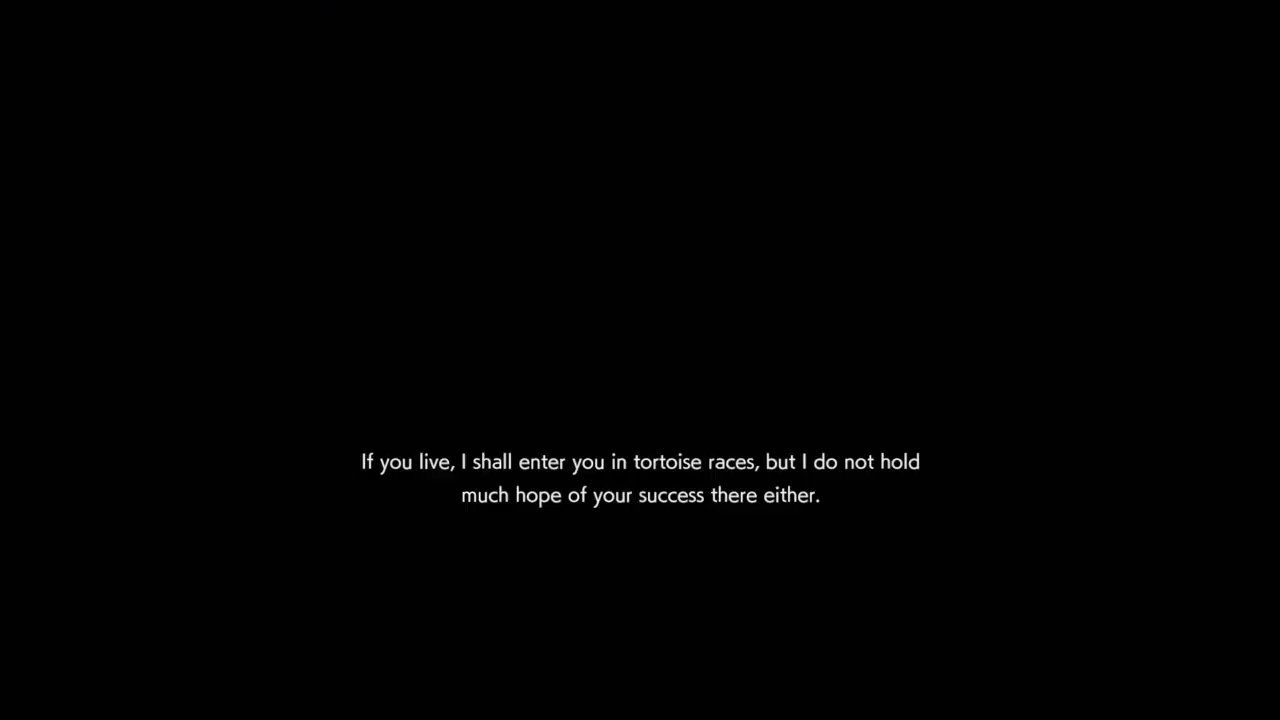 If you live, I shall enter you in tortoise races, but I do not hold
much hope of your success there either.